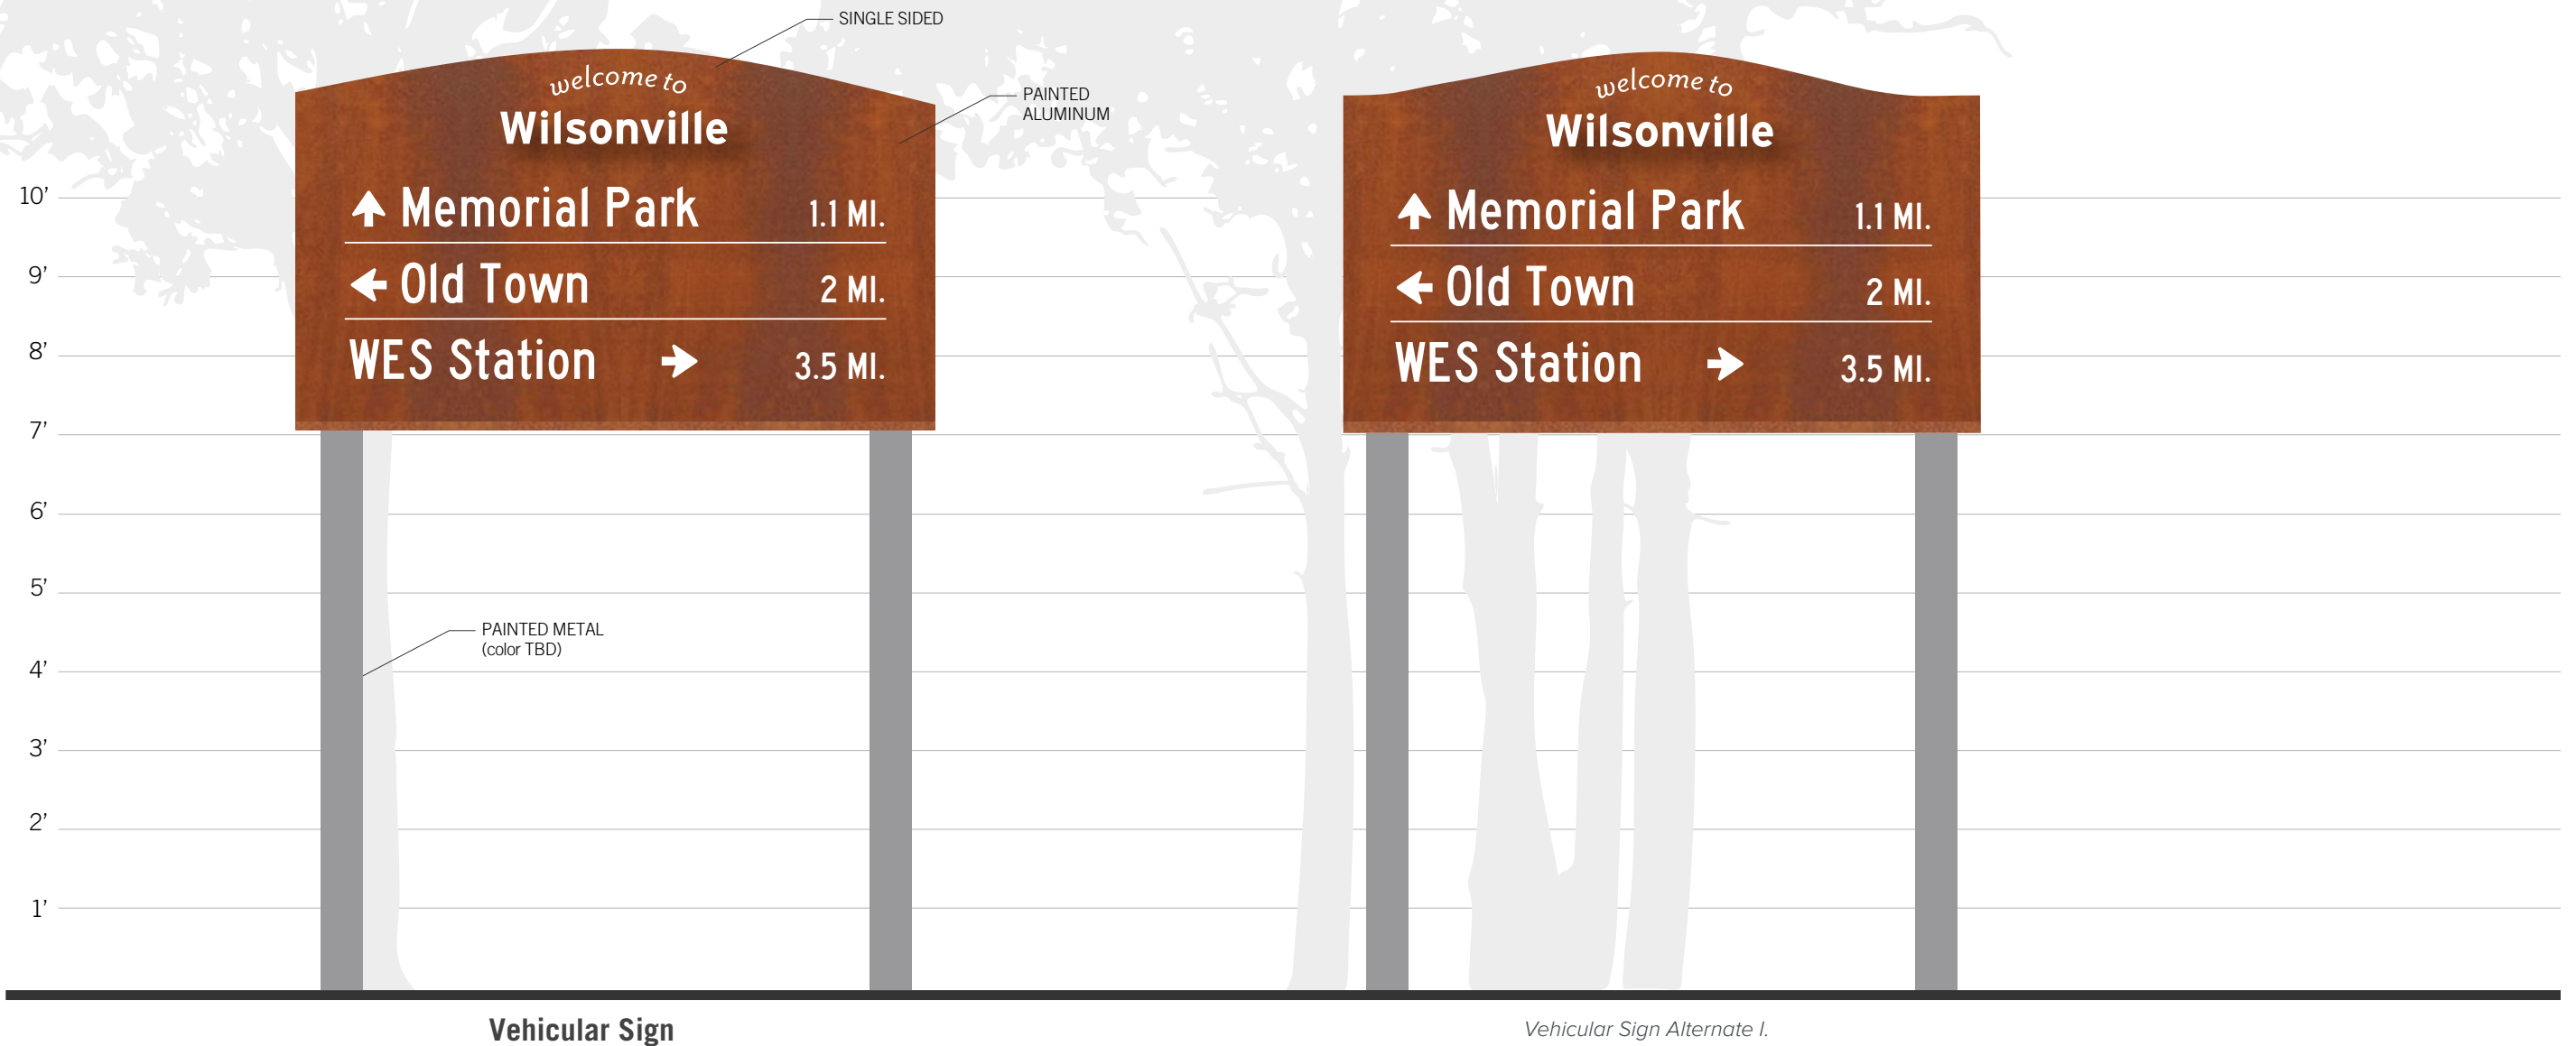 SINGLE SIDED
PAINTED
ALUMINUM
welcome to
Wilsonville
Memorial Park 1.1 MI.
Old Town 2 MI.
WES Station 3.5 MI.
welcome to
Wilsonville
Memorial Park 1.1 MI.
Old Town 2 MI.
WES Station 3.5 MI.
10’
9’
8’
7’
6’
5’
4’
3’
2’
1’
PAINTED METAL
(color TBD)
Vehicular Sign
Vehicular Sign Alternate I.